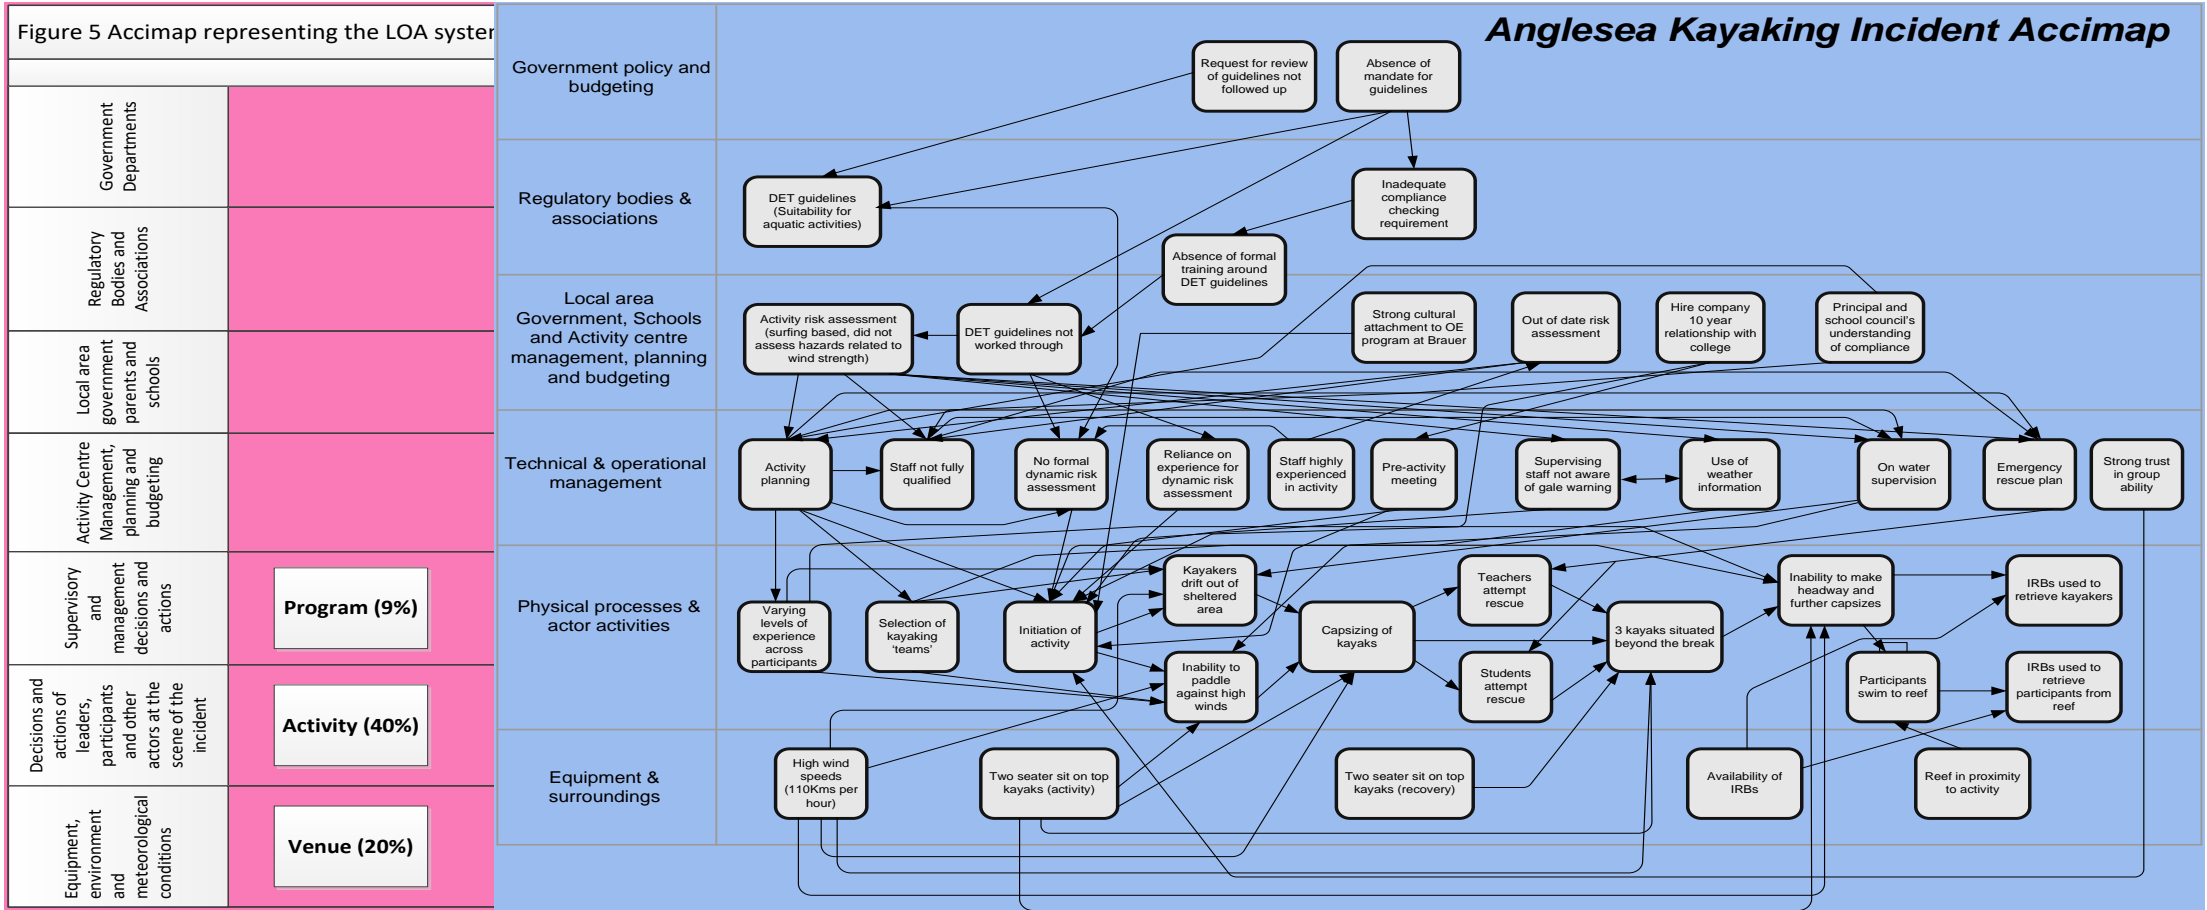 Figure 5 Accimap representing the LOA system
Government
Departments
Regulatory
Bodies and
Associations
Local area
government
parents and
schools
Activity Centre
Management,
planning and
budgeting
Supervisory
and
management
decisions and
actions
Program (9%)
Decisions and
actions of
leaders,
participants
and other
actors at the
scene of the
incident
Activity (40%)
Equipment,
environment
and
meteorological
conditions
Venue (20%)
Anglesea Kayaking Incident Accimap
Government policy and
budgeting
Request for review
of guidelines not
followed up
Absence of
mandate for
guidelines
Regulatory bodies &
associations
DET guidelines
(Suitability for
aquatic activities)
Inadequate
compliance
checking
requirement
Absence of formal
training around
DET guidelines
Local area
Government, Schools
and Activity centre
management, planning
and budgeting
Activity risk assessment
(surfing based, did not
assess hazards related to
wind strength)
DET guidelines not
worked through
Strong cultural
attachment to OE
program at Brauer
Out of date risk
assessment
Hire company
10 year
relationship with
college
Principal and
school council's
understanding
of compliance
Technical & operational
management
Activity
planning
Staff not fully
qualified
No formal
dynamic risk
assessment
Reliance on
experience for
dynamic risk
assessment
Staff highly
experienced
in activity
Pre-activity
meeting
Supervising
staff not aware
of gale warning
Use of
weather
information
On water
supervision
Emergency
rescue plan
Strong trust
in group
ability
Physical processes &
actor activities
Varying
levels of
experience
across
participants
Selection of
kayaking
'teams'
Initiation of
activity
Kayakers
drift out of
sheltered
area
Inability to
paddle
against high
winds
Capsizing of
kayaks
Teachers
attempt
rescue
Students
attempt
rescue
3 kayaks situated
beyond the break
Inability to make
headway and
further capsizes
Participants
swim to reef
IRBs used to
retrieve kayakers
IRBs used to
retrieve
participants from
reef
Equipment &
surroundings
High wind
speeds
(110Kms per
hour)
Two seater sit on top
kayaks (activity)
Two seater sit on top
kayaks (recovery)
Availability of
IRBs
Reef in proximity
to activity